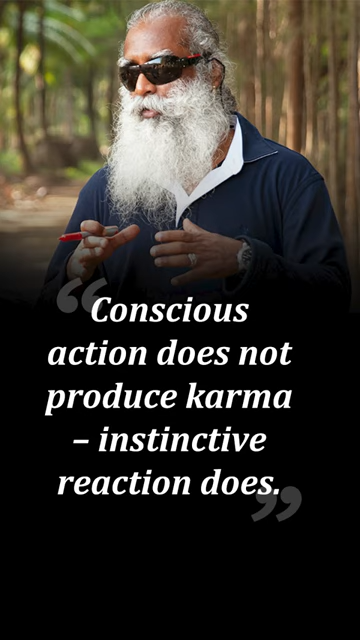 “Conscious
action does not
produce karma
– instinctive
reaction does.”